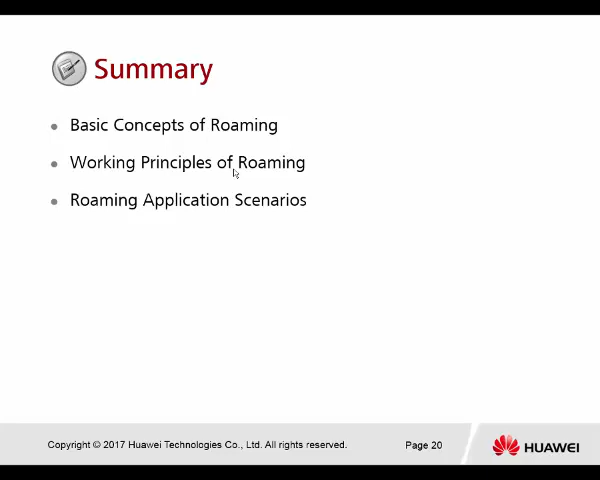 Summary
Basic Concepts of Roaming
Working Principles of Roaming
Roaming Application Scenarios
Copyright © 2017 Huawei Technologies Co., Ltd. All rights reserved.
Page 20
HUAWEI